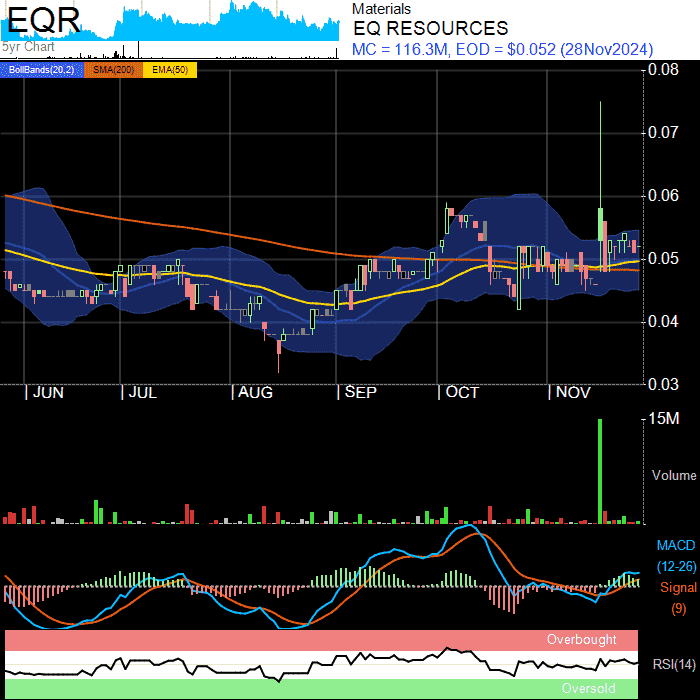 EQR
5yr Chart
Materials
EQ RESOURCES
MC = 116.3M, EOD = $0.052 (28Nov2024)
BollBands(20,2) SMA(200) EMA(50)
0.08
0.07
0.06
0.05
0.04
0.03
JUN JUL AUG SEP OCT NOV
15M
Volume
MACD
(12-26)
Signal
(9)
Overbought
RSI(14)
Oversold